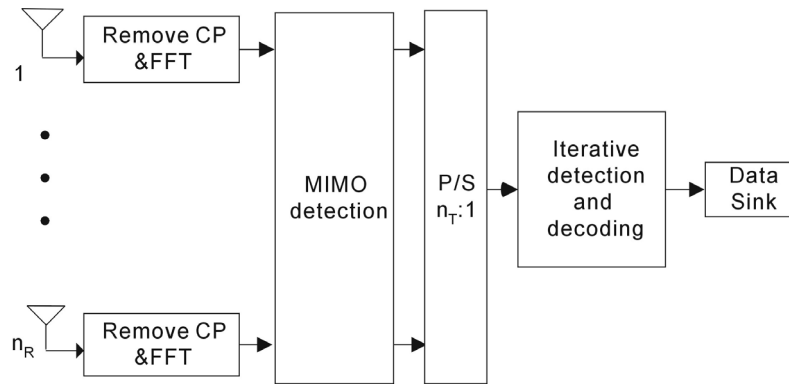 Remove CP
&FFT
1
MIMO
detection
P/S
n_T:1
Iterative
detection
and
decoding
Data
Sink
n_R
Remove CP
&FFT